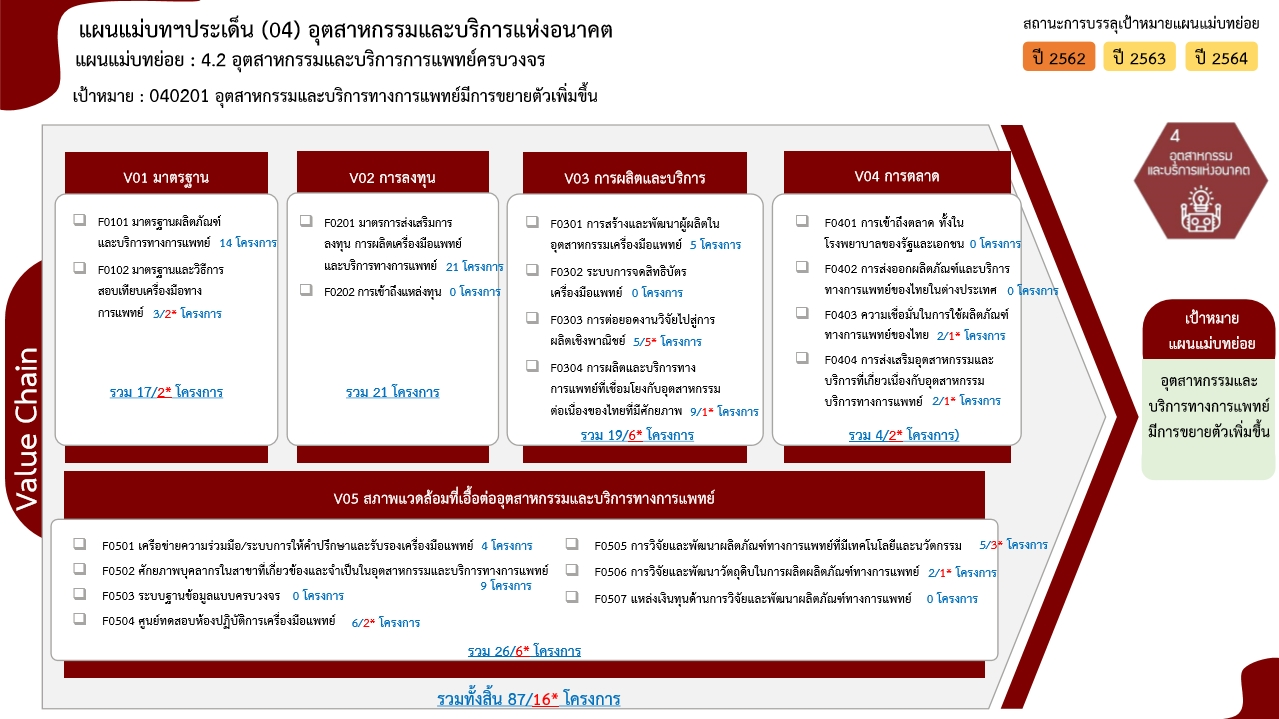 แผนแม่บทฯประเด็น (04) อุตสาหกรรมและบริการแห่งอนาคต
แผนแม่บทย่อย : 4.2 อุตสาหกรรมและบริการการแพทย์ครบวงจร
เป้าหมาย : 040201 อุตสาหกรรมและบริการทางการแพทย์มีการขยายตัวเพิ่มขึ้น
สถานะการบรรลุเป้าหมายแผนแม่บทย่อย
ปี 2562 ปี 2563 ปี 2564
Value Chain
V01 มาตรฐาน
F0101 มาตรฐานผลิตภัณฑ์
และบริการทางการแพทย์ 14 โครงการ
F0102 มาตรฐานและวิธีการ
สอบเทียบเครื่องมือทาง
การแพทย์ 3/2* โครงการ
รวม 17/2* โครงการ
V02 การลงทุน
F0201 มาตรการส่งเสริมการ
ลงทุน การผลิตเครื่องมือแพทย์
และบริการทางการแพทย์ 21 โครงการ
F0202 การเข้าถึงแหล่งทุน 0 โครงการ
รวม 21 โครงการ
V03 การผลิตและบริการ
F0301 การสร้างและพัฒนาผู้ผลิตใน
อุตสาหกรรมเครื่องมือแพทย์ 5 โครงการ
F0302 ระบบการจดสิทธิบัตร
เครื่องมือแพทย์ 0 โครงการ
F0303 การต่อยอดงานวิจัยไปสู่การ
ผลิตเชิงพาณิชย์ 5/5* โครงการ
F0304 การผลิตและบริการทาง
การแพทย์ที่เชื่อมโยงกับอุตสาหกรรม
ต่อเนื่องของไทยที่มีศักยภาพ 9/1* โครงการ
รวม 19/6* โครงการ
V04 การตลาด
F0401 การเข้าถึงตลาด ทั้งใน
โรงพยาบาลของรัฐและเอกชน 0 โครงการ
F0402 การส่งออกผลิตภัณฑ์และบริการ
ทางการแพทย์ของไทยในต่างประเทศ 0 โครงการ
F0403 ความเชื่อมั่นในการใช้ผลิตภัณฑ์
ทางการแพทย์ของไทย 2/1* โครงการ
F0404 การส่งเสริมอุตสาหกรรมและ
บริการที่เกี่ยวเนื่องกับอุตสาหกรรม
บริการทางการแพทย์ 2/1* โครงการ
รวม 4/2* โครงการ)
V05 สภาพแวดล้อมที่เอื้อต่ออุตสาหกรรมและบริการทางการแพทย์
F0501 เครือข่ายความร่วมมือ/ระบบการให้คำปรึกษาและรับรองเครื่องมือแพทย์ 4 โครงการ
F0502 ศักยภาพบุคลากรในสาขาที่เกี่ยวข้องและจำเป็นในอุตสาหกรรมและบริการทางการแพทย์
9 โครงการ
F0503 ระบบฐานข้อมูลแบบครบวงจร 0 โครงการ
F0504 ศูนย์ทดสอบห้องปฏิบัติการเครื่องมือแพทย์ 6/2* โครงการ
F0505 การวิจัยและพัฒนาผลิตภัณฑ์ทางการแพทย์ที่มีเทคโนโลยีและนวัตกรรม 5/3* โครงการ
F0506 การวิจัยและพัฒนาวัตถุดิบในการผลิตผลิตภัณฑ์ทางการแพทย์ 2/1* โครงการ
F0507 แหล่งเงินทุนด้านการวิจัยและพัฒนาผลิตภัณฑ์ทางการแพทย์ 0 โครงการ
รวม 26/6* โครงการ
รวมทั้งสิ้น 87/16* โครงการ
4
อุตสาหกรรม
และบริการแห่งอนาคต
เป้าหมาย
แผนแม่บทย่อย
อุตสาหกรรมและ
บริการทางการแพทย์
มีการขยายตัวเพิ่มขึ้น